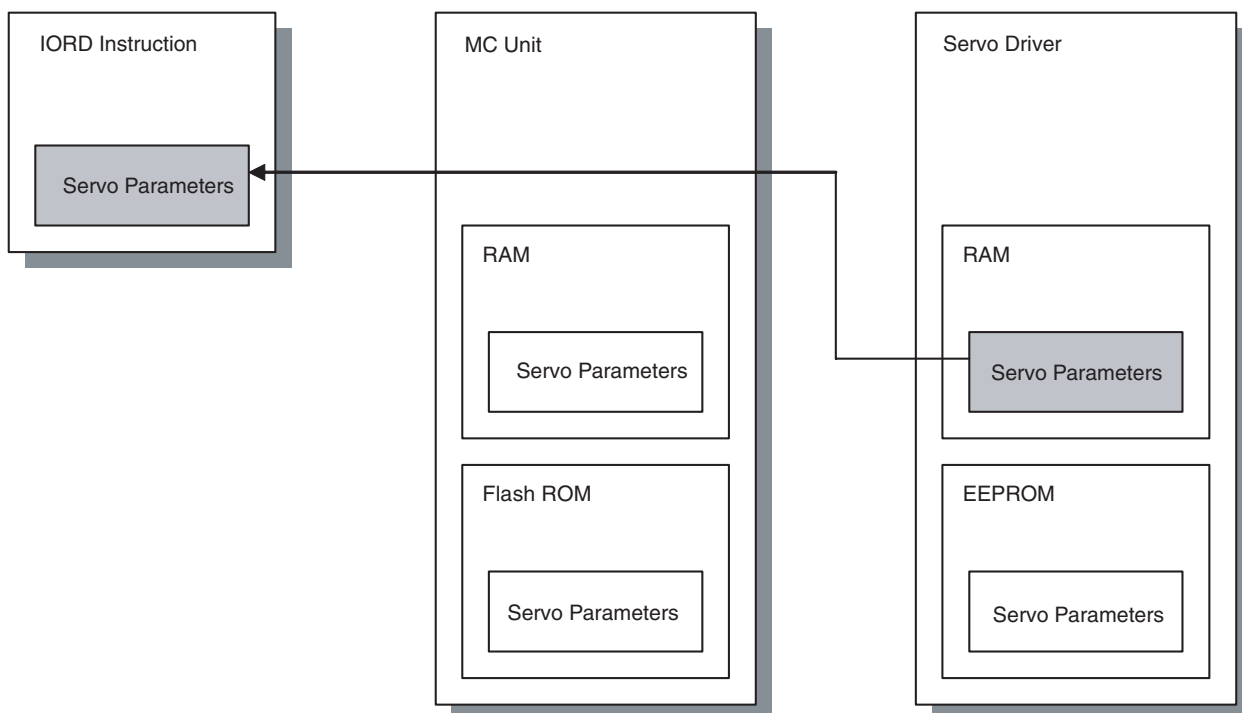 IORD Instruction
Servo Parameters
MC Unit
RAM
Servo Parameters
Flash ROM
Servo Parameters
Servo Driver
RAM
Servo Parameters
EEPROM
Servo Parameters